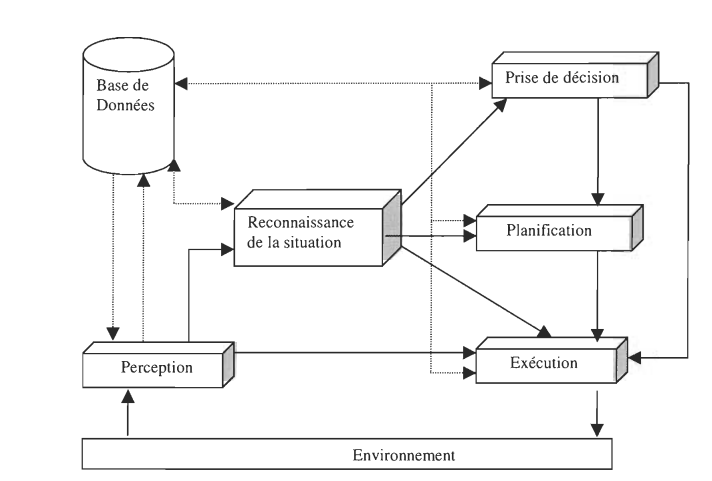 Base de
Données
Prise de décision
Reconnaissance
de la situation
Planification
Perception
Exécution
Environnement